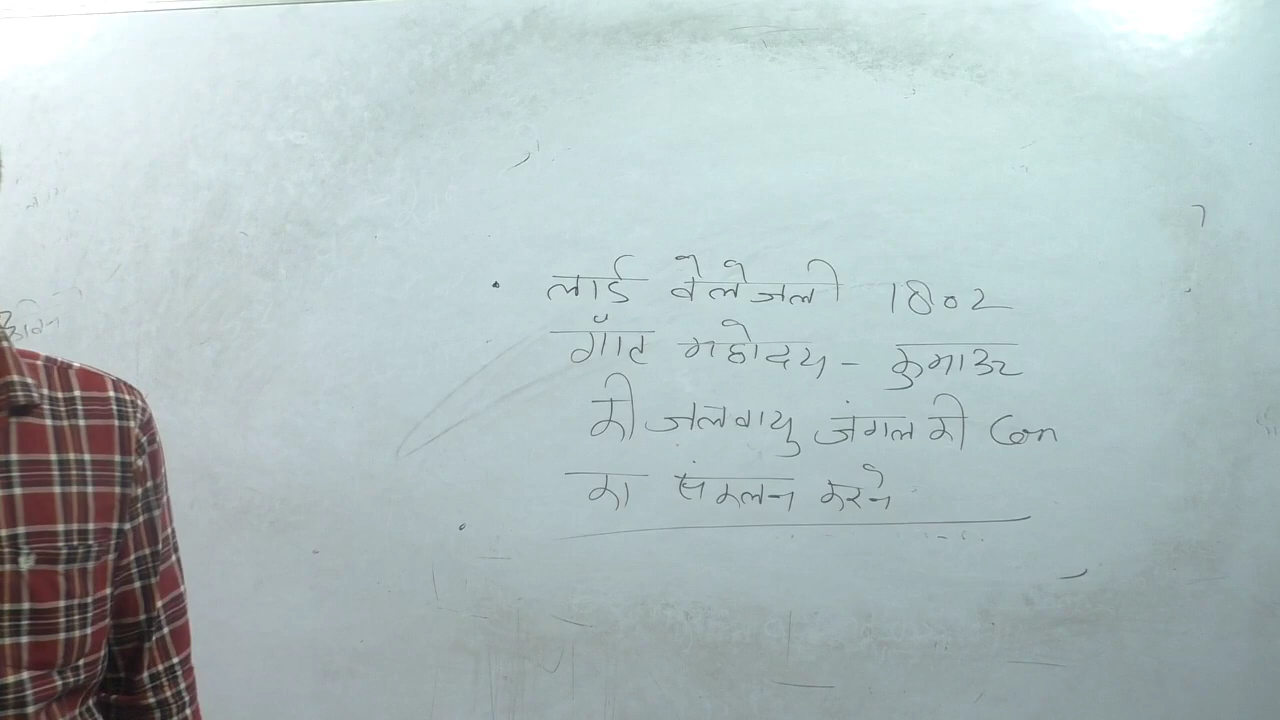 लार्ड वेलेजली 1802
गॉट महोदय - कुमाऊ
की जलवायु जंगल की Con
का संकलन करने